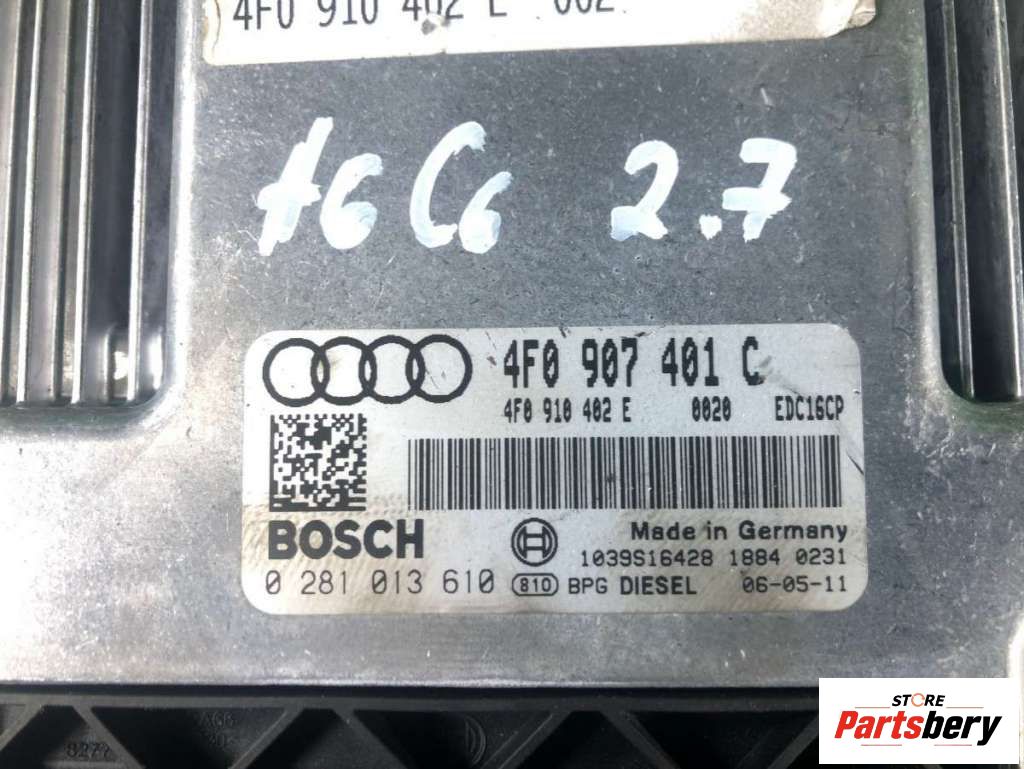 4F0 910 402 E 002
A6 C6 2.7
4F0 907 401 C
4F0 910 402 E 0020 EDC16CP
BOSCH
Made in Germany
1039S16428 1884 0231
0 281 013 610 810 BPG DIESEL 06-05-11
8277
STORE
Partsbery